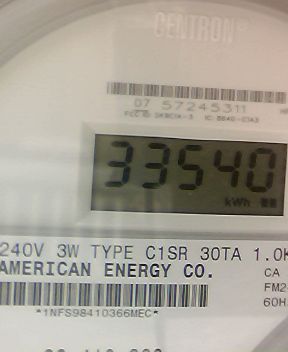 CENTRON®
07 57245311
33540
kWh
240V 3W TYPE C1SR 30TA 1.0K
AMERICAN ENERGY CO.
CA
FM2
60H
*1NFS98410366MEC*